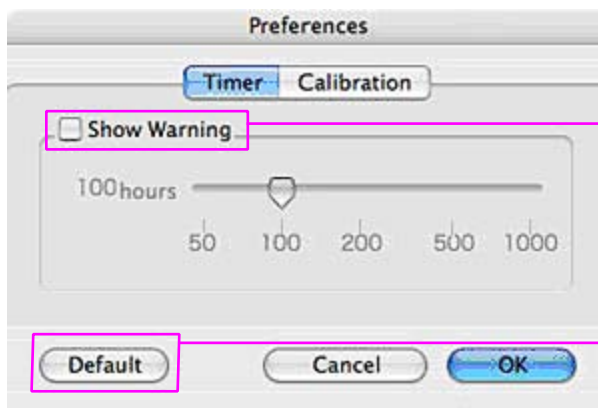 Preferences
Timer Calibration
Show Warning
100 hours
50 100 200 500 1000
Default Cancel OK